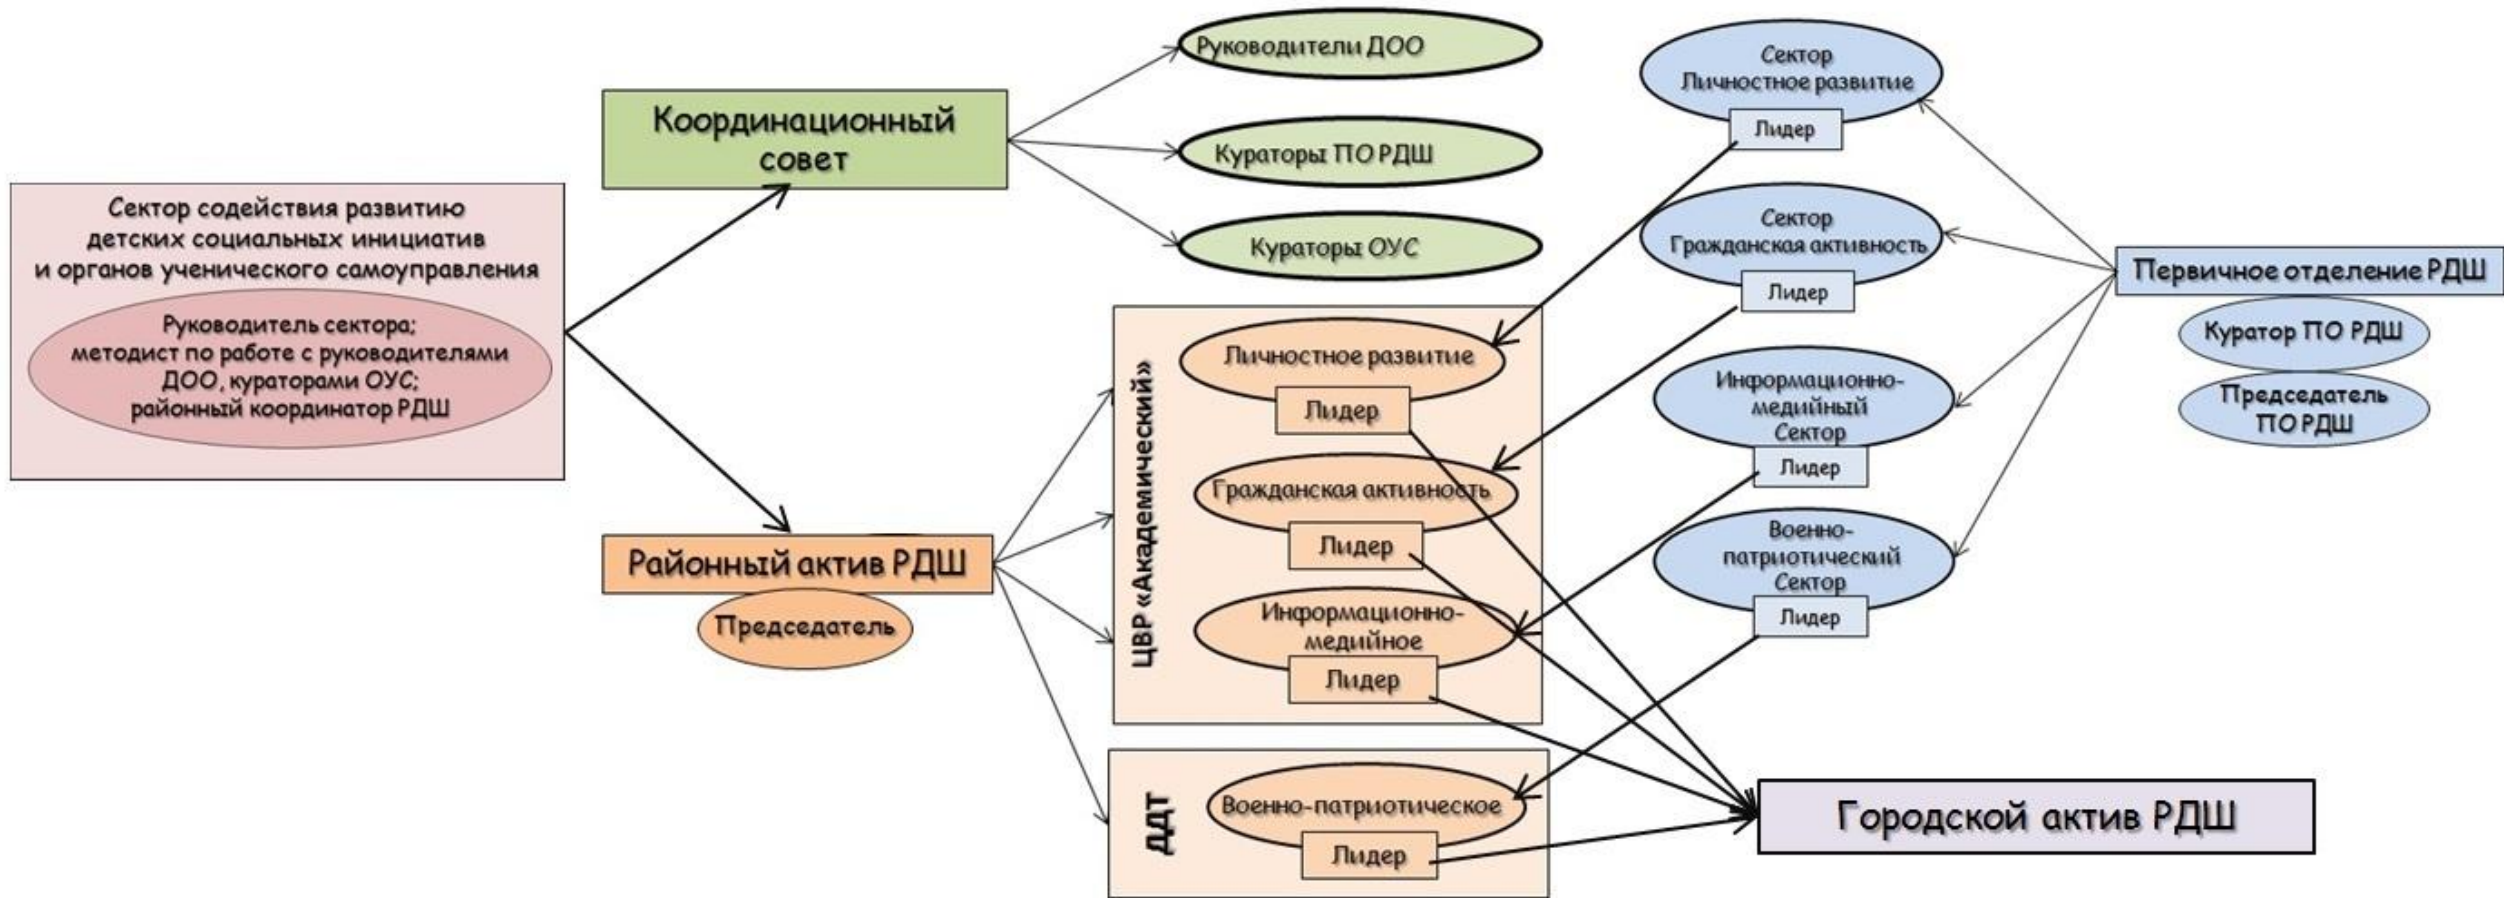 Сектор содействия развитию
детских социальных инициатив
и органов ученического самоуправления
Руководитель сектора;
методист по работе с руководителями
ДОО, кураторами ОУС;
районный координатор РДШ
Координационный
совет
Руководители ДОО
Кураторы ПО РДШ
Кураторы ОУС
Районный актив РДШ
Председатель
ЦВР «Академический»
Личностное развитие
Лидер
Гражданская активность
Лидер
Информационно-
медийное
Лидер
ДДТ
Военно-патриотическое
Лидер
Сектор
Личностное развитие
Лидер
Сектор
Гражданская активность
Лидер
Информационно-
медийный
Сектор
Лидер
Военно-
патриотический
Сектор
Лидер
Первичное отделение РДШ
Куратор ПО РДШ
Председатель
ПО РДШ
Городской актив РДШ